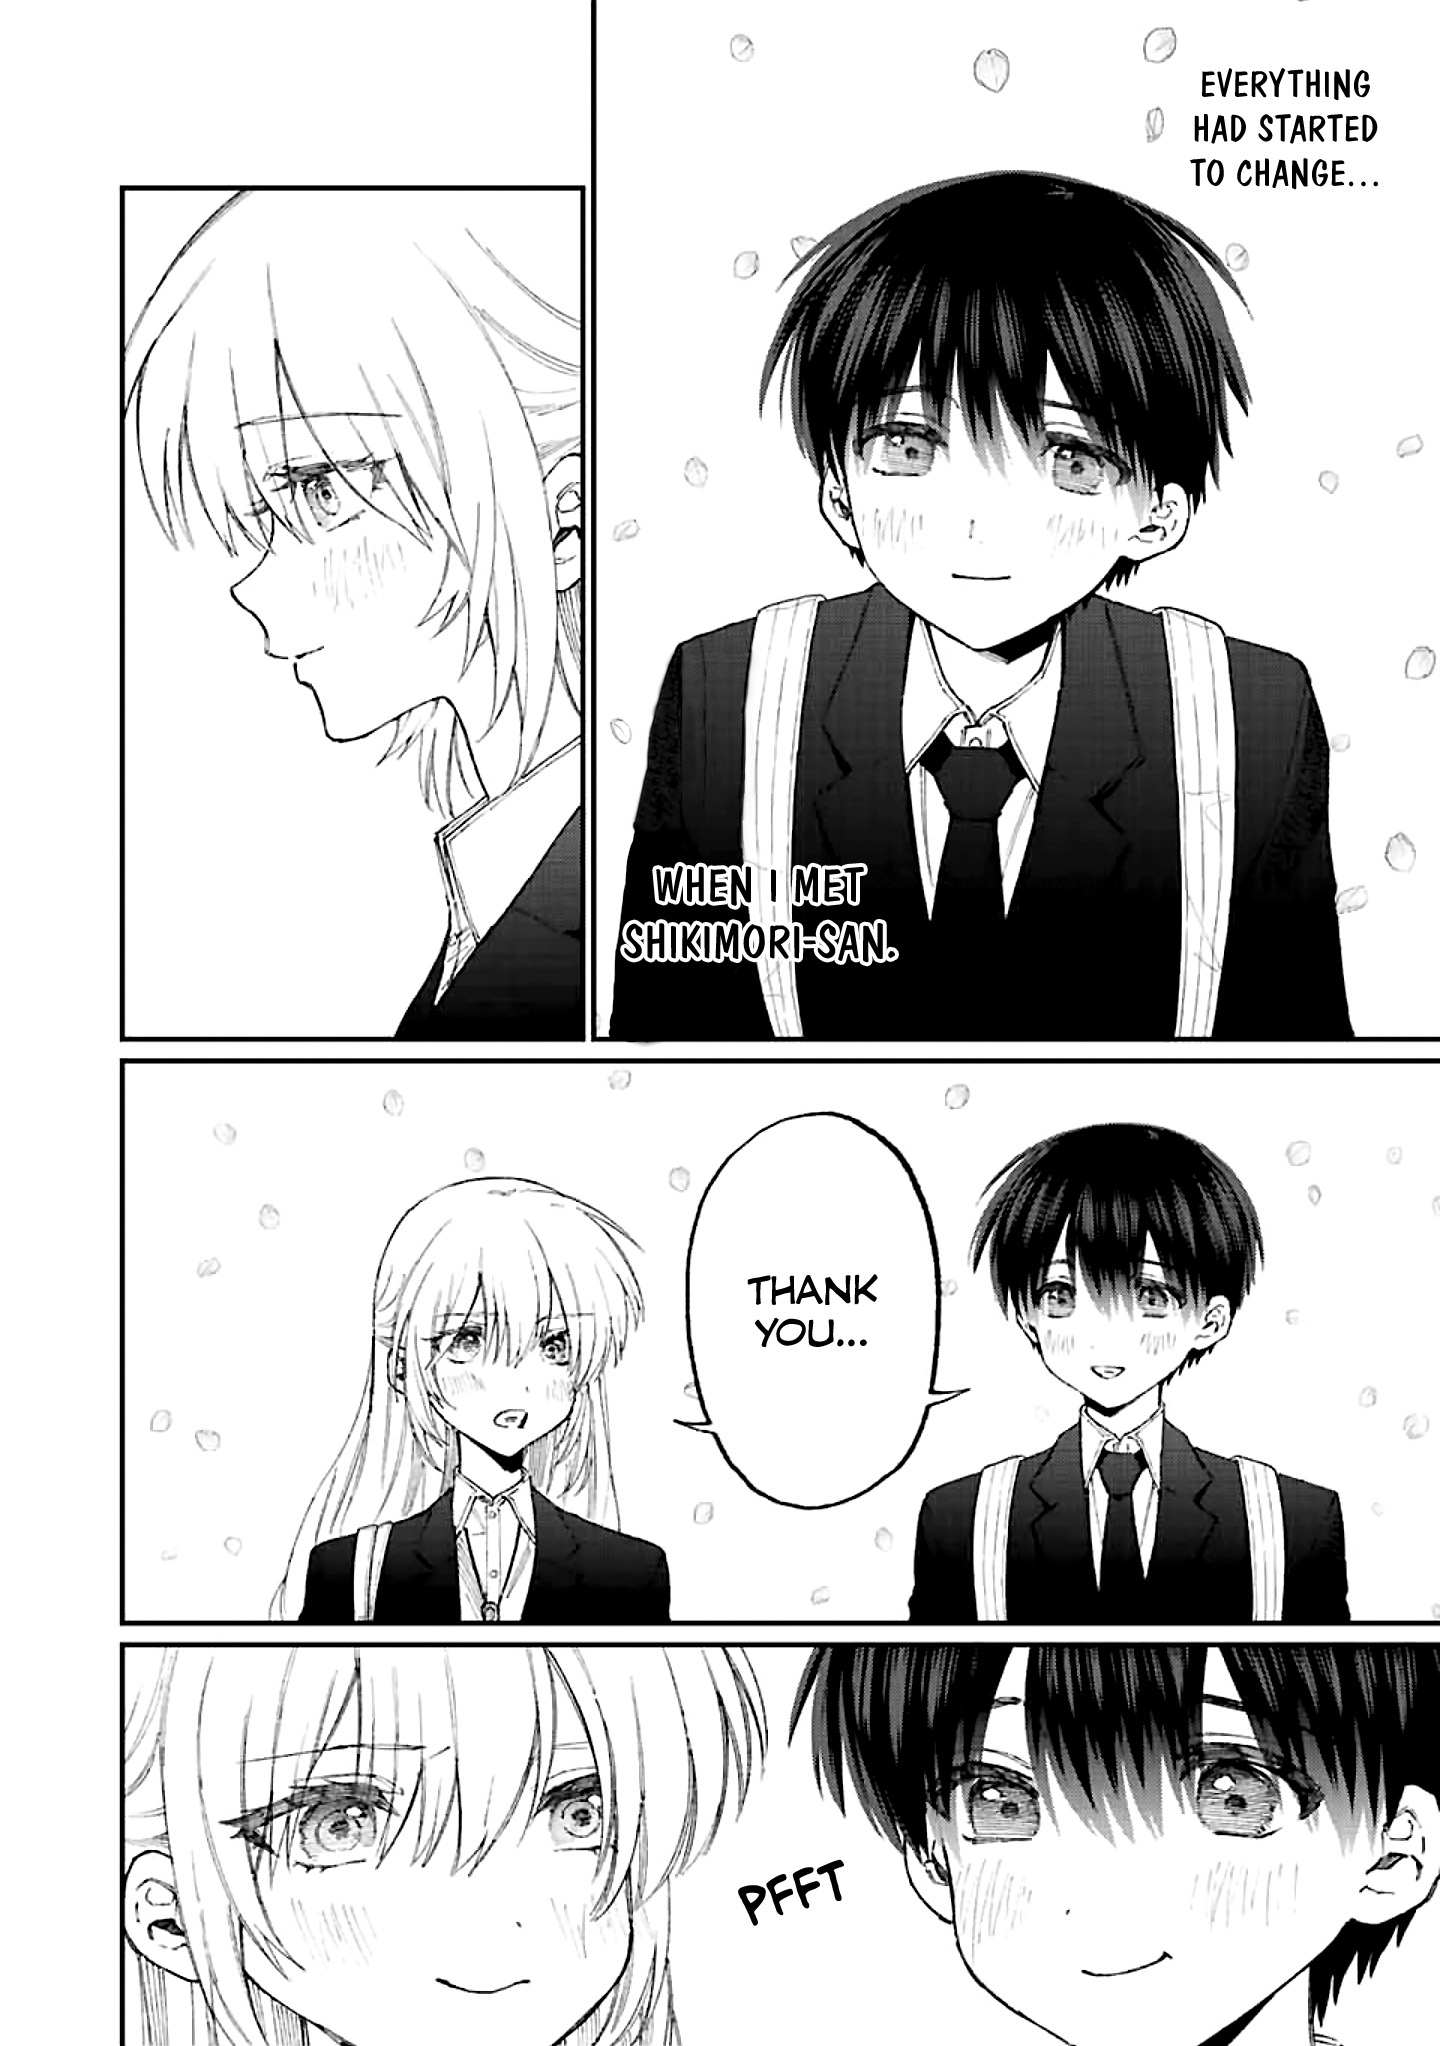 EVERYTHING
HAD STARTED
TO CHANGE...
WHEN I MET
SHIKIMORI-SAN.
THANK
YOU...
PFFT